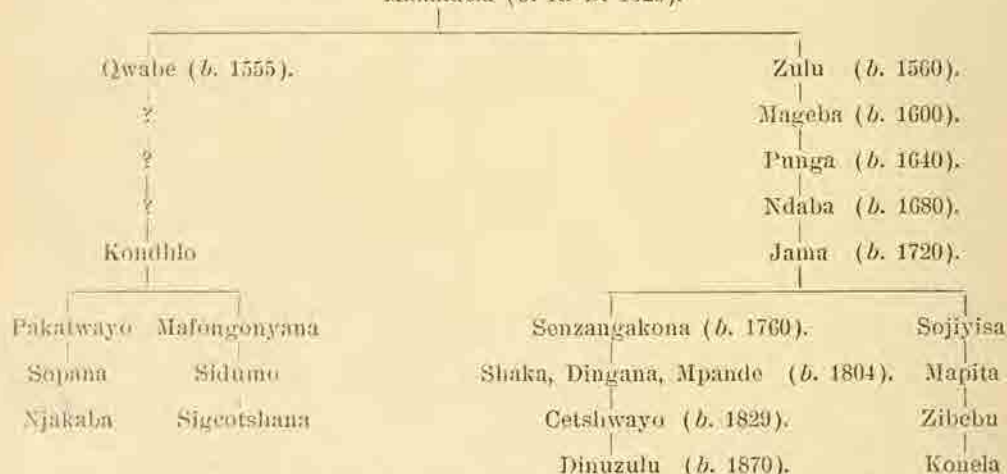 Qwabe (b. 1555). Zulu (b. 1560).
? Mageba (b. 1600).
? Punga (b. 1640).
? Ndaba (b. 1680).
Kondhlo Jama (b. 1720).
Pakatwayo Mafongonyana Senzangakona (b. 1760). Sojiyisa
Sopana Sidumo Shaka, Dingana, Mpande (b. 1804). Mapita
Njakaba Sigcotshana Cetshwayo (b. 1829). Zibebu
Dinuzulu (b. 1870). Konela